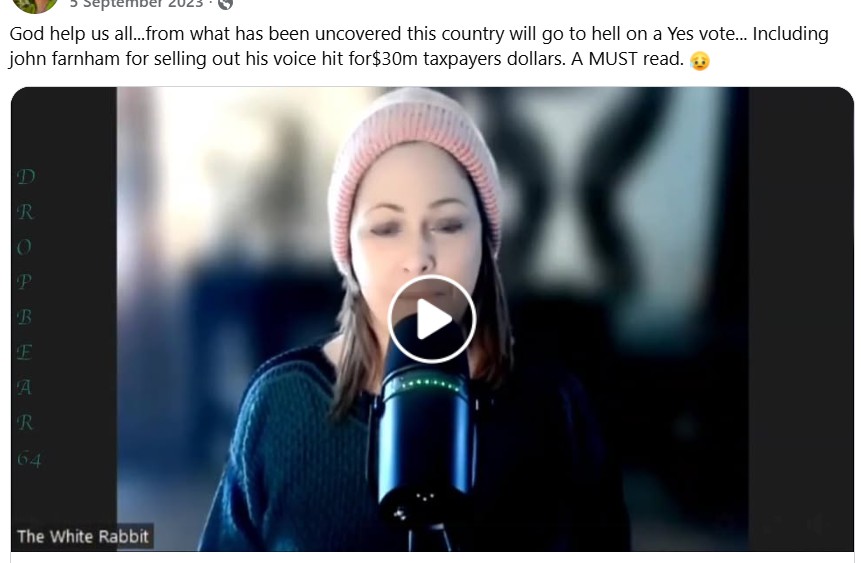 5 September 2023 ·
God help us all...from what has been uncovered this country will go to hell on a Yes vote... Including
john farnham for selling out his voice hit for$30m taxpayers dollars. A MUST read. 😥
D
R
O
P
B
E
A
R
64
The White Rabbit